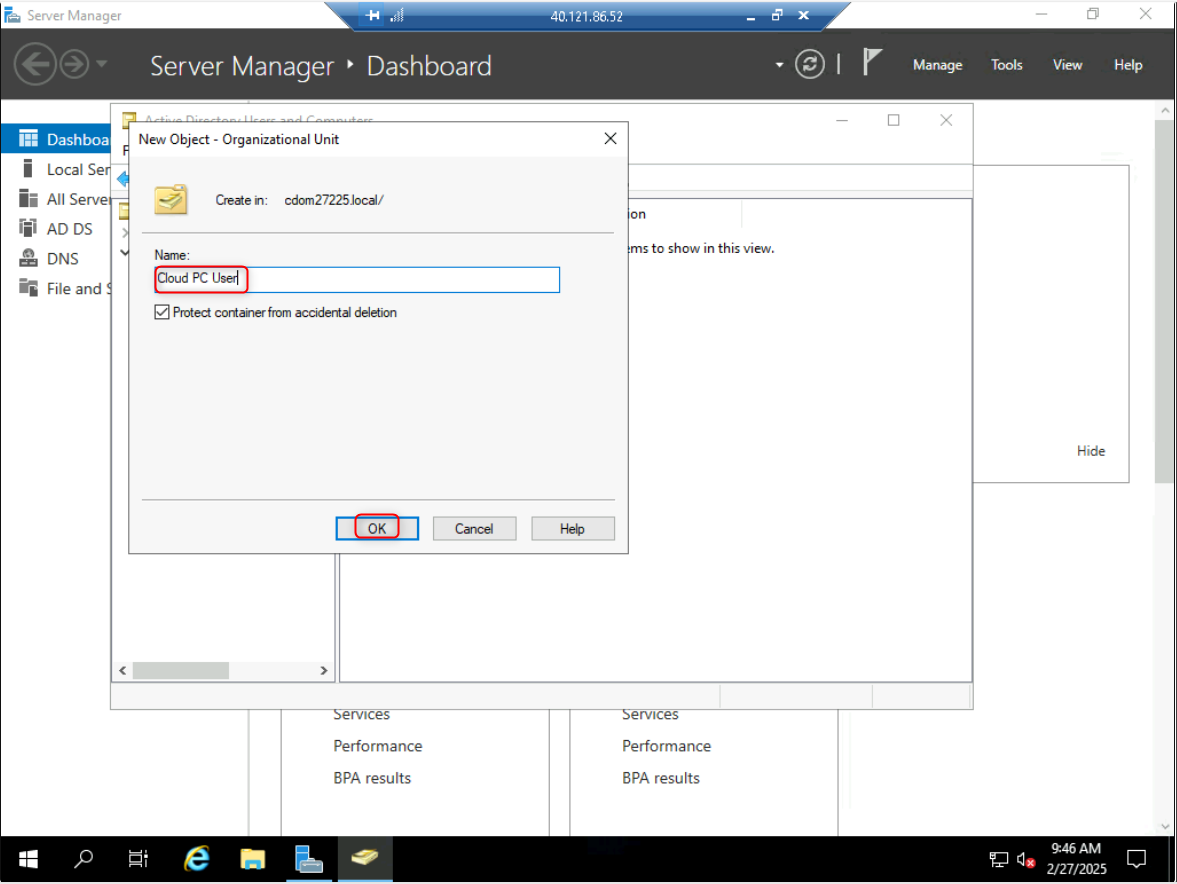 Server Manager
40.121.86.52
Server Manager ‣ Dashboard
Manage Tools View Help
Active Directory Users and Computers
Dashboa
Local Ser
All Server
AD DS
DNS
File and S
F
New Object - Organizational Unit
Create in: cdom27225.local/
Name:
Cloud PC User
Protect container from accidental deletion
OK Cancel Help
ion
ems to show in this view.
Hide
Services Services
Performance Performance
BPA results BPA results
9:46 AM
2/27/2025